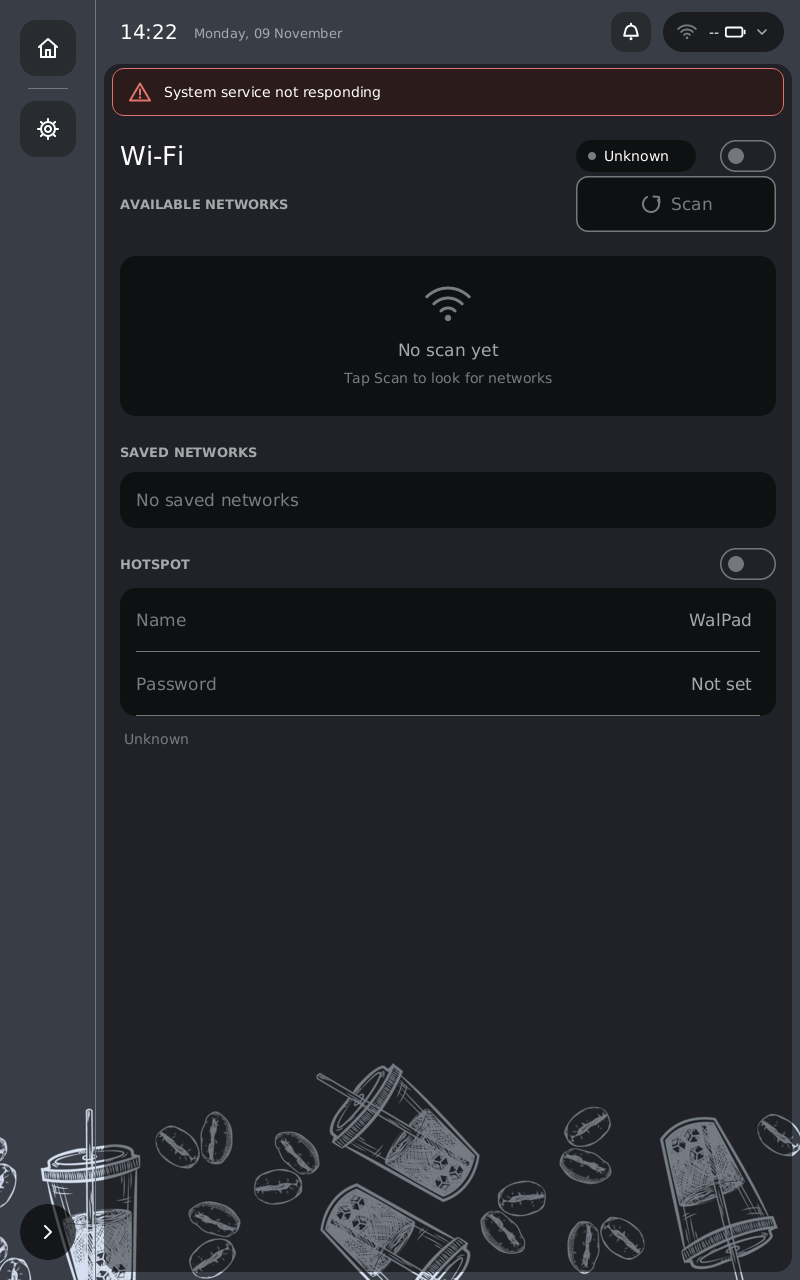 14:22 Monday, 09 November
--
System service not responding
Wi-Fi
Unknown
AVAILABLE NETWORKS
Scan
No scan yet
Tap Scan to look for networks
SAVED NETWORKS
No saved networks
HOTSPOT
Name WalPad
Password Not set
Unknown